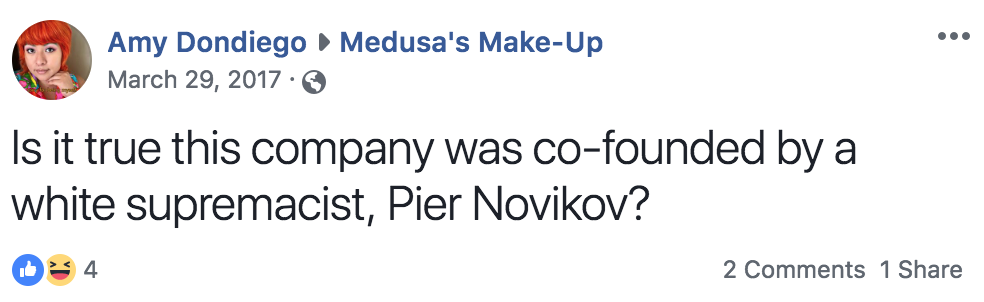 Amy Dondiego ▸ Medusa's Make-Up
March 29, 2017 ·
Is it true this company was co-founded by a
white supremacist, Pier Novikov?
4 2 Comments 1 Share